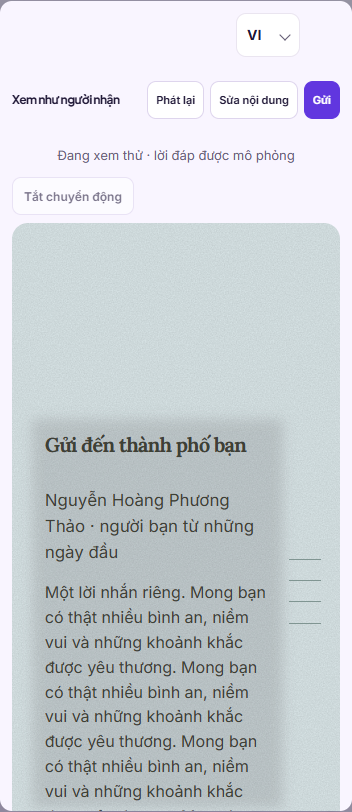 VI
Xem như người nhận
Phát lại
Sửa nội dung
Gửi
Đang xem thử · lời đáp được mô phỏng
Tắt chuyển động
Gửi đến thành phố bạn
Nguyễn Hoàng Phương
Thảo · người bạn từ những
ngày đầu
Một lời nhắn riêng. Mong bạn
có thật nhiều bình an, niềm
vui và những khoảnh khắc
được yêu thương. Mong bạn
có thật nhiều bình an, niềm
vui và những khoảnh khắc
được yêu thương. Mong bạn
có thật nhiều bình an, niềm
vui và những khoảnh khắc